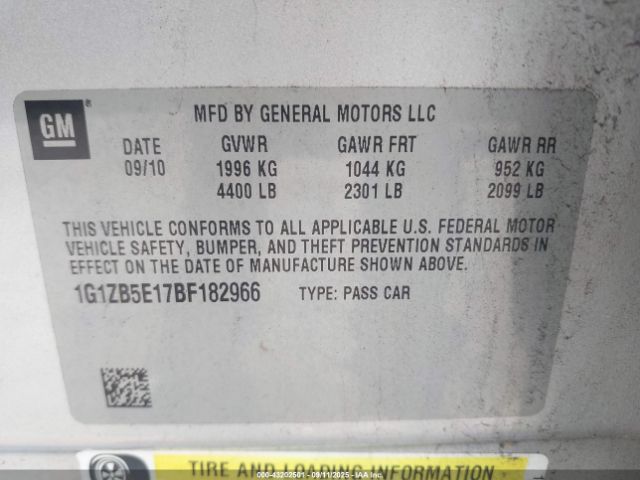 GM
®
MFD BY GENERAL MOTORS LLC
DATE GVWR GAWR FRT GAWR RR
09/10 1996 KG 1044 KG 952 KG
4400 LB 2301 LB 2099 LB
THIS VEHICLE CONFORMS TO ALL APPLICABLE U.S. FEDERAL MOTOR
VEHICLE SAFETY, BUMPER, AND THEFT PREVENTION STANDARDS IN
EFFECT ON THE DATE OF MANUFACTURE SHOWN ABOVE.
1G1ZB5E17BF182966 TYPE: PASS CAR
TIRE AND LOADING INFORMATION
000-43202501 - 09/11/2025 - IAAI.COM